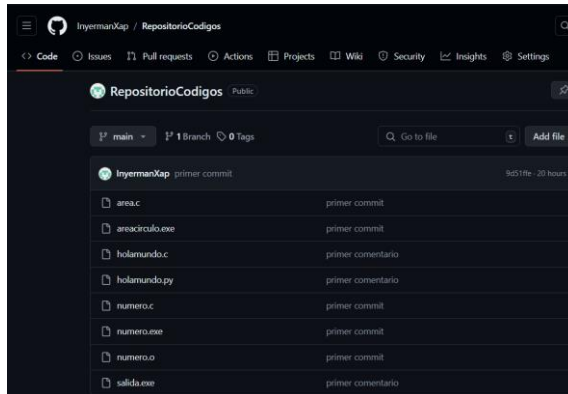 InyermanXap / RepositorioCodigos
Code Issues Pull requests Actions Projects Wiki Security Insights Settings
RepositorioCodigos Public
main 1 Branch 0 Tags Go to file t Add file
InyermanXap primer commit 9d51ffe · 20 hours
area.c primer commit
areacirculo.exe primer commit
holamundo.c primer comentario
holamundo.py primer comentario
numero.c primer commit
numero.exe primer commit
numero.o primer commit
salida.exe primer comentario